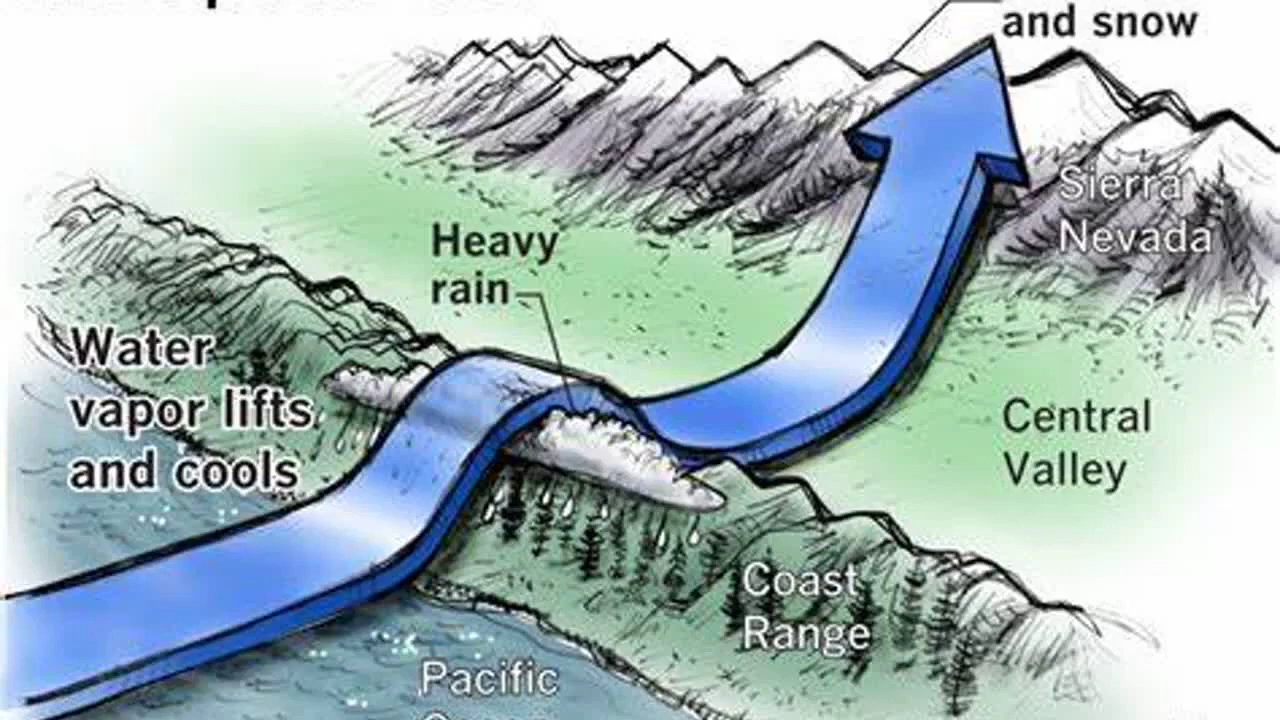 and snow
Sierra
Nevada
Heavy
rain
Water
vapor lifts
and cools
Central
Valley
Coast
Range
Pacific